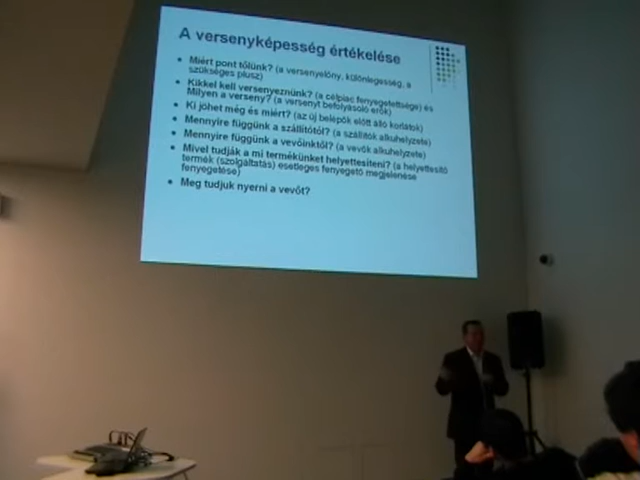 A versenyképesség értékelése
• Miért pont tőlünk? (a versenyelőny, különlegesség, a
szükséges plusz)
• Kikkel kell versenyeznünk? (a célpiac fenyegetettsége) és
Milyen a verseny? (a versenyt befolyásoló erők)
• Ki jöhet még és miért? (az új belépők előtt álló korlátok)
• Mennyire függünk a szállítótól? (a szállítók alkuhelyzete)
• Mennyire függünk a vevőinktől? (a vevők alkuhelyzete)
• Mivel tudják a mi termékünket helyettesíteni? (a helyettesítő
termék (szolgáltatás) esetleges fenyegető megjelenése
fenyegetése)
• Meg tudjuk nyerni a vevőt?